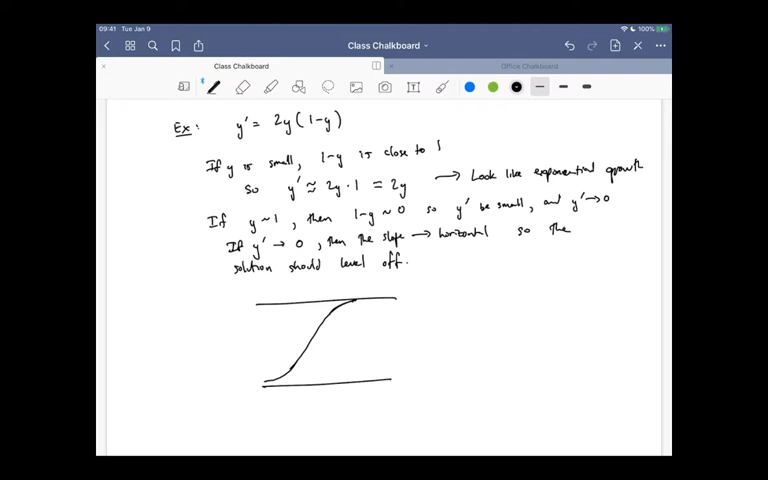 09:41 Tue Jan 9
100%
Class Chalkboard
Class Chalkboard
Office Chalkboard
Ex: y' = 2y(1-y)
If y is small, 1-y is close to 1
So y' ≈ 2y · 1 = 2y → Look like exponential growth
If y ~ 1, then 1-y ~ 0 so y' be small, and y' → 0
If y' → 0, then the slope → horizontal so the
solution should level off.